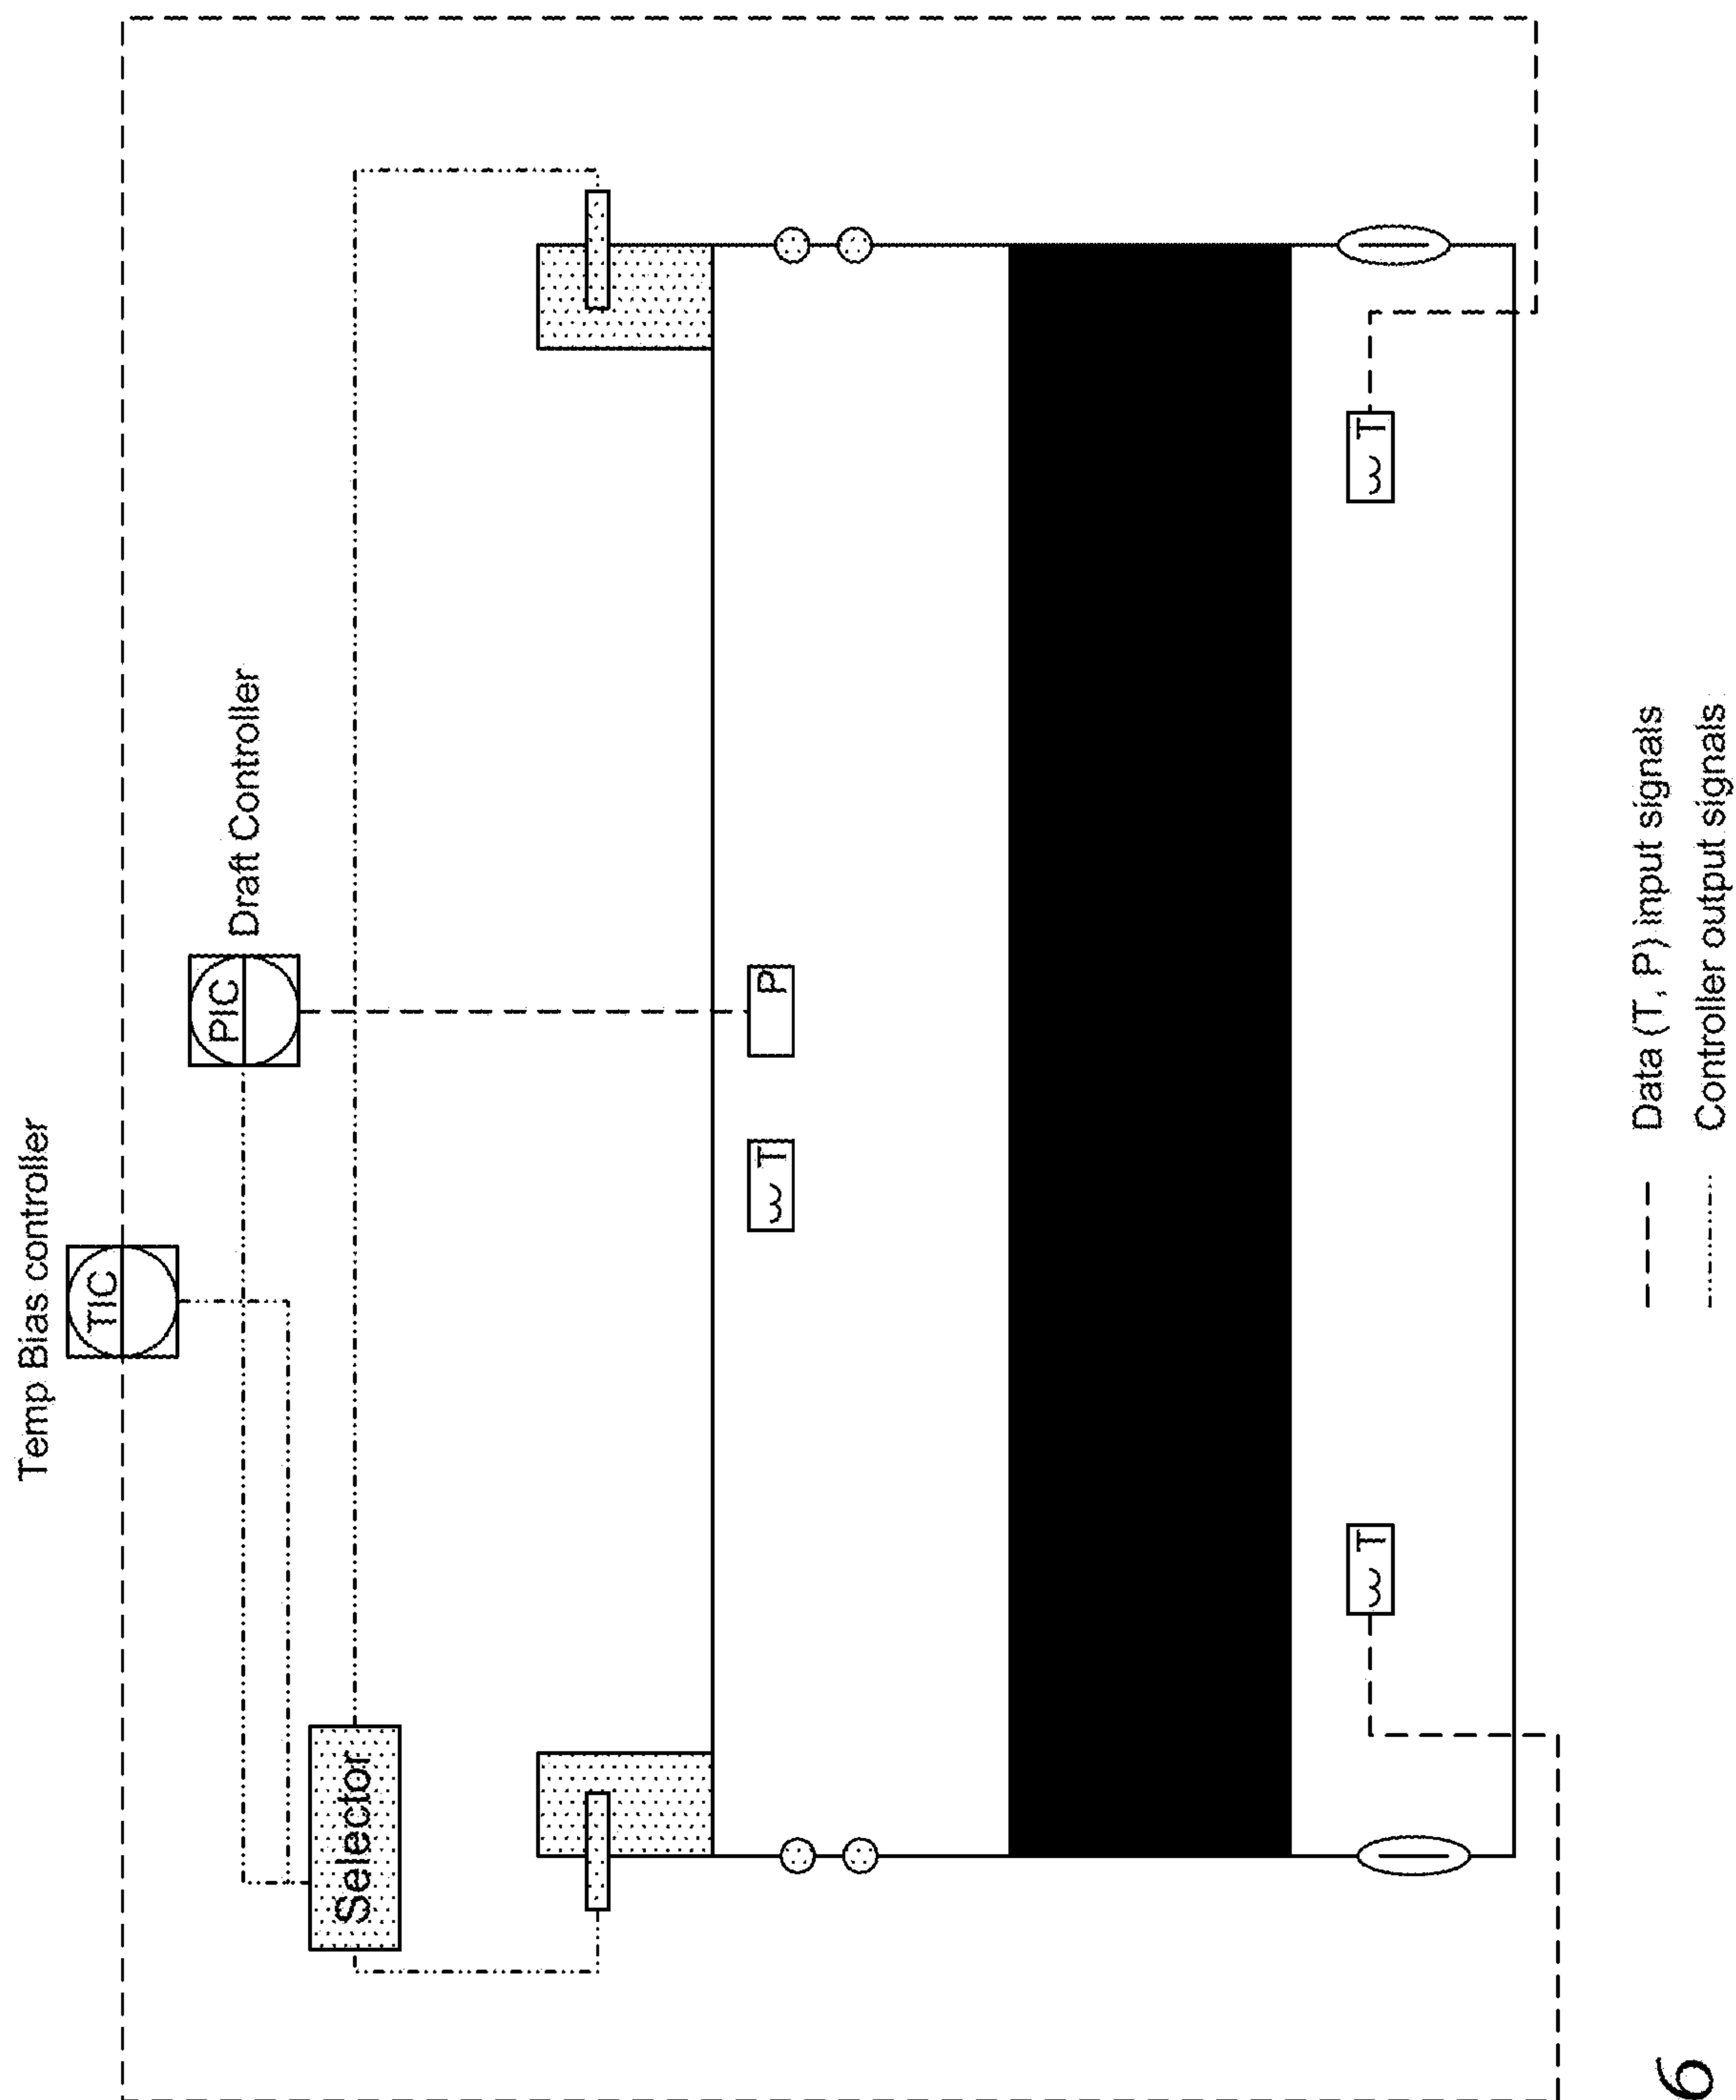 Temp Bias controller
TIC
PIC
Draft Controller
Selector
T
P
T
T
Data (T, P) input signals
Controller output signals
6